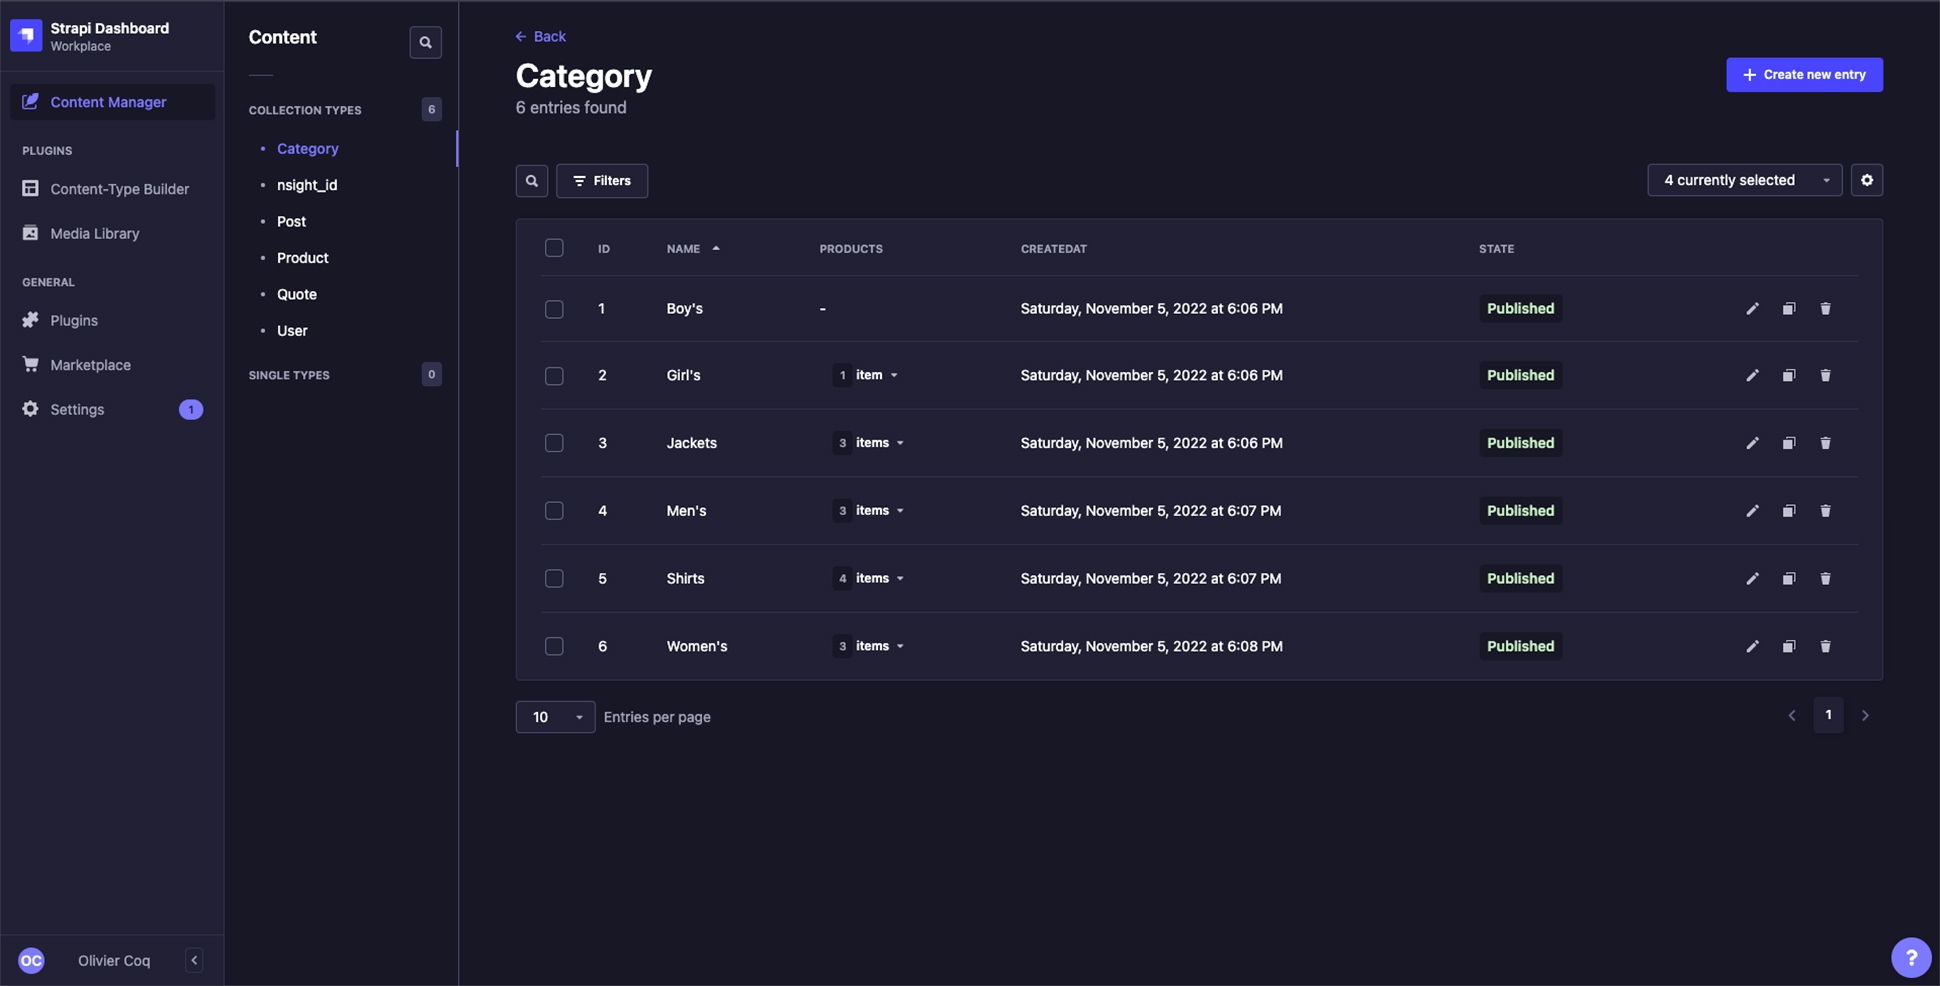 Strapi Dashboard
Workplace
Content Manager
PLUGINS
Content-Type Builder
Media Library
GENERAL
Plugins
Marketplace
Settings 1
OC Olivier Coq
Content
COLLECTION TYPES 6
Category
nsight_id
Post
Product
Quote
User
SINGLE TYPES 0
Back
Category
6 entries found
Create new entry
Filters
4 currently selected
ID NAME PRODUCTS CREATEDAT STATE
1 Boy's - Saturday, November 5, 2022 at 6:06 PM Published
2 Girl's 1 item Saturday, November 5, 2022 at 6:06 PM Published
3 Jackets 3 items Saturday, November 5, 2022 at 6:06 PM Published
4 Men's 3 items Saturday, November 5, 2022 at 6:07 PM Published
5 Shirts 4 items Saturday, November 5, 2022 at 6:07 PM Published
6 Women's 3 items Saturday, November 5, 2022 at 6:08 PM Published
10 Entries per page
1
?